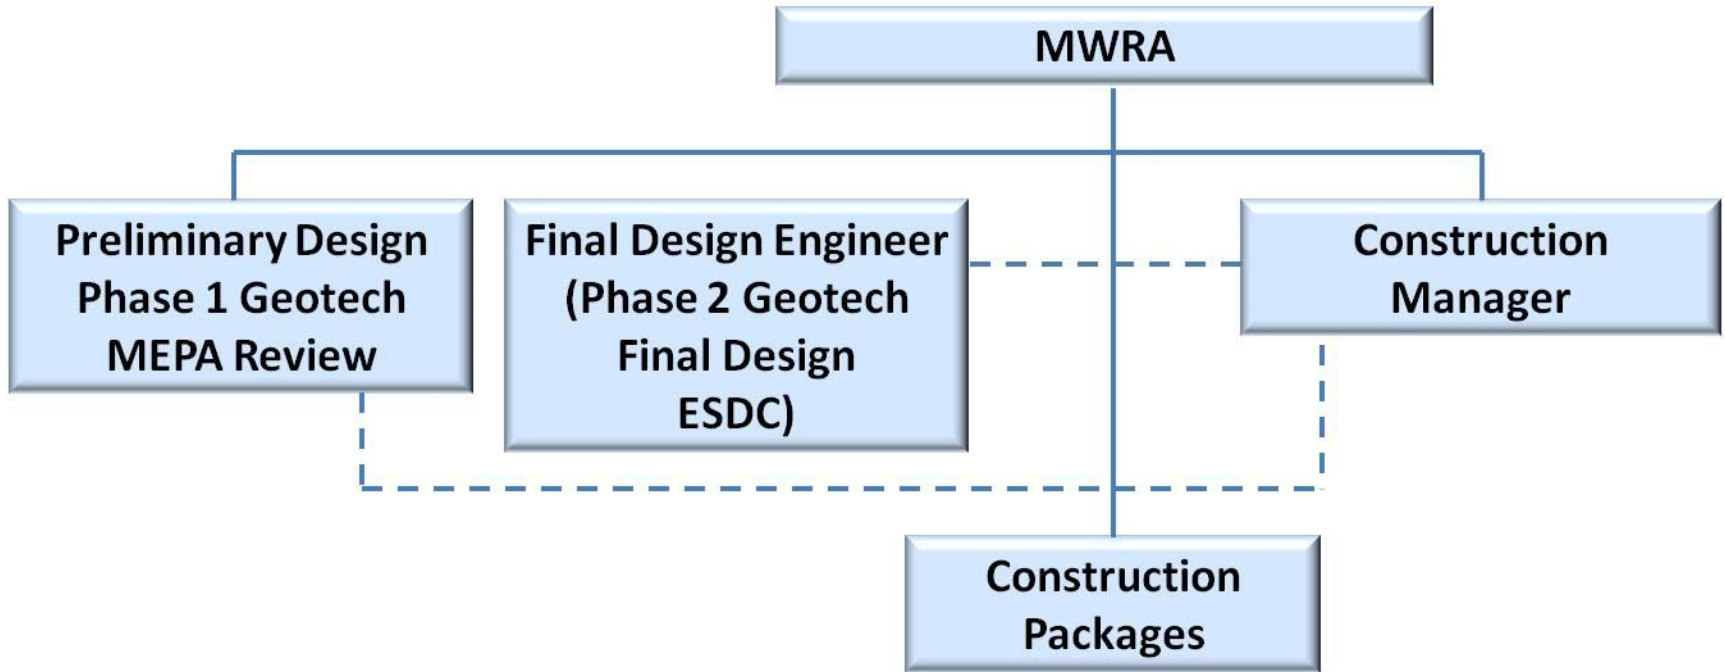 MWRA
Preliminary Design
Phase 1 Geotech
MEPA Review
Final Design Engineer
(Phase 2 Geotech
Final Design
ESDC)
Construction
Manager
Construction
Packages